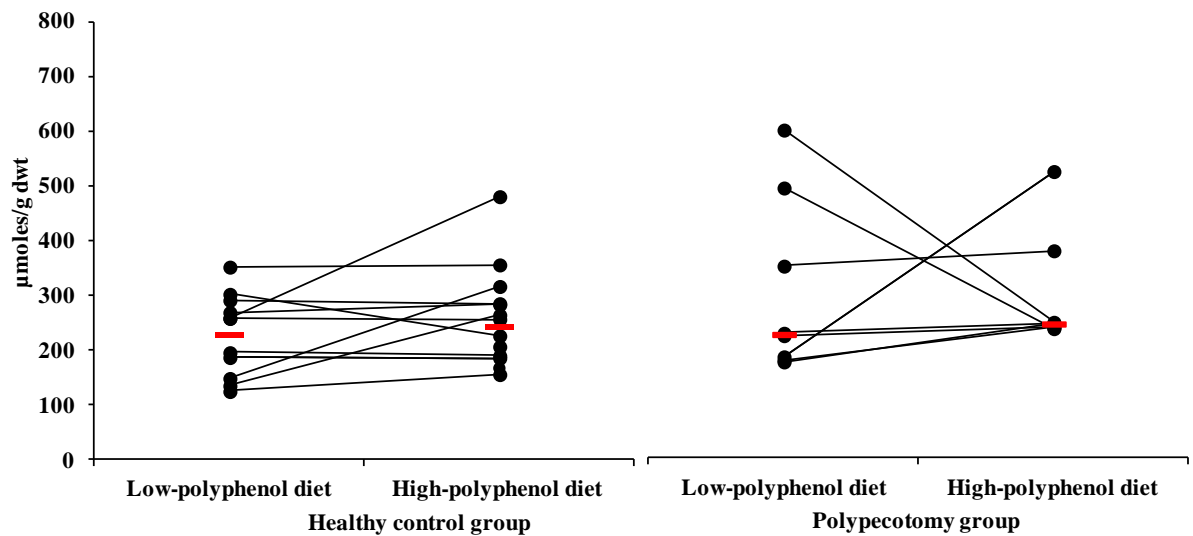 800
700
600
500
400
300
200
100
0
µmoles/g dwt
Low-polyphenol diet High-polyphenol diet
Healthy control group
Low-polyphenol diet High-polyphenol diet
Polypecotomy group